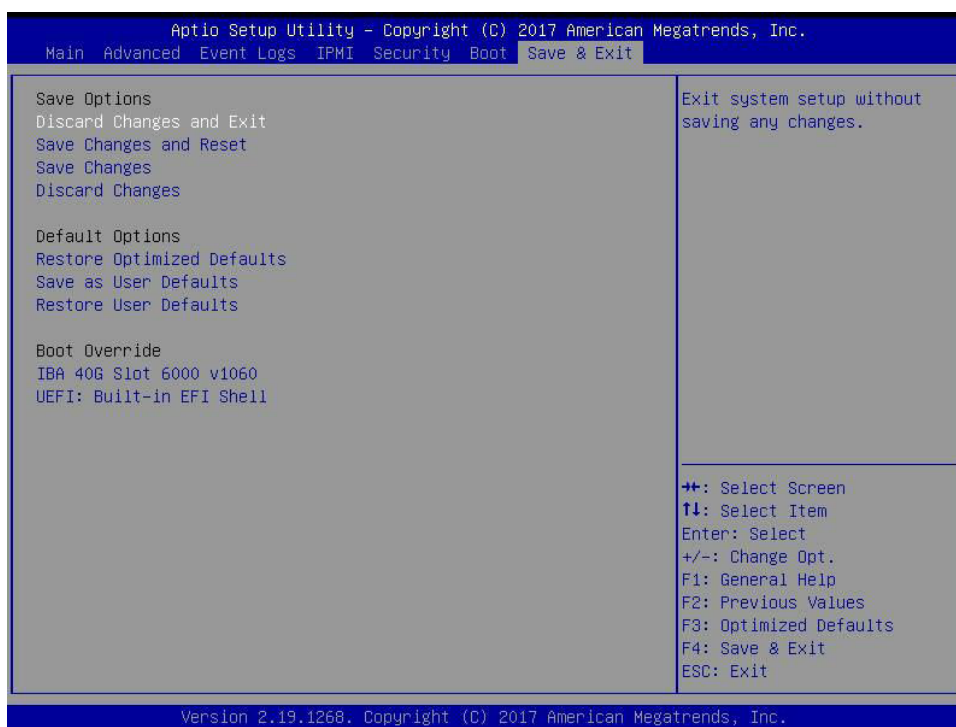 Aptio Setup Utility – Copyright (C) 2017 American Megatrends, Inc.
Main Advanced Event Logs IPMI Security Boot Save & Exit
Save Options
Discard Changes and Exit
Save Changes and Reset
Save Changes
Discard Changes
Default Options
Restore Optimized Defaults
Save as User Defaults
Restore User Defaults
Boot Override
IBA 40G Slot 6000 v1060
UEFI: Built-in EFI Shell
Exit system setup without
saving any changes.
→←: Select Screen
↑↓: Select Item
Enter: Select
+/-: Change Opt.
F1: General Help
F2: Previous Values
F3: Optimized Defaults
F4: Save & Exit
ESC: Exit
Version 2.19.1268. Copyright (C) 2017 American Megatrends, Inc.